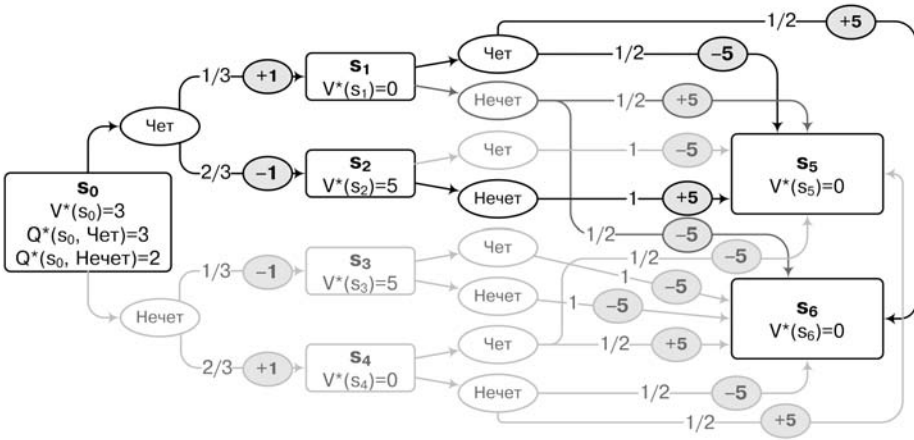 1/2 +5
Чет 1/2 −5
1/3 +1 s₁
V*(s₁)=0
Нечет 1/2 +5
Чет
Чет 1 −5 s₅
V*(s₅)=0
2/3 −1 s₂
V*(s₂)=5
Нечет 1 +5
s₀
V*(s₀)=3
Q*(s₀, Чет)=3
Q*(s₀, Нечет)=2
1/2 −5
Чет 1/2 −5
1/3 −1 s₃
V*(s₃)=5
1 −5
Нечет 1 −5
s₆
V*(s₆)=0
Нечет
Чет 1/2 +5
2/3 +1 s₄
V*(s₄)=0
Нечет 1/2 −5
1/2 +5